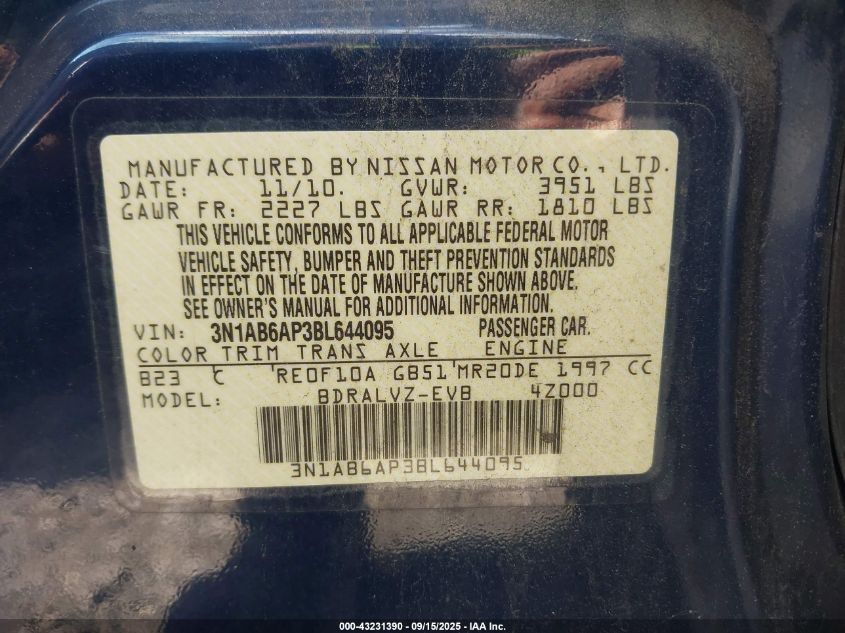 MANUFACTURED BY NISSAN MOTOR CO., LTD.
DATE: 11/10. GVWR: 3951 LBS
GAWR FR: 2227 LBS GAWR RR: 1810 LBS
THIS VEHICLE CONFORMS TO ALL APPLICABLE FEDERAL MOTOR
VEHICLE SAFETY, BUMPER AND THEFT PREVENTION STANDARDS
IN EFFECT ON THE DATE OF MANUFACTURE SHOWN ABOVE.
SEE OWNER'S MANUAL FOR ADDITIONAL INFORMATION.
VIN: 3N1AB6AP3BL644095 PASSENGER CAR.
COLOR TRIM TRANS AXLE ENGINE
B23 C RE0F10A GB51 MR20DE 1997 CC
MODEL: BDRALVZ-EVB 4Z000
3N1AB6AP3BL644095
000-43231390 - 09/15/2025 - IAA Inc.